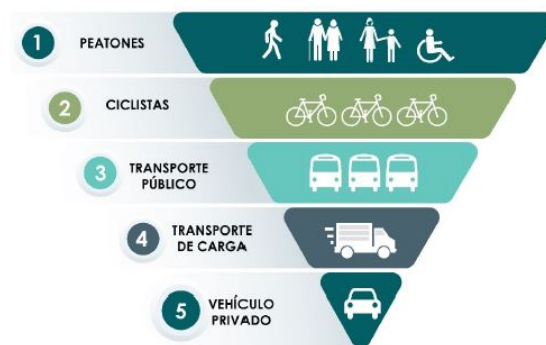 1 PEATONES
2 CICLISTAS
3 TRANSPORTE
PÚBLICO
4 TRANSPORTE
DE CARGA
5 VEHÍCULO
PRIVADO